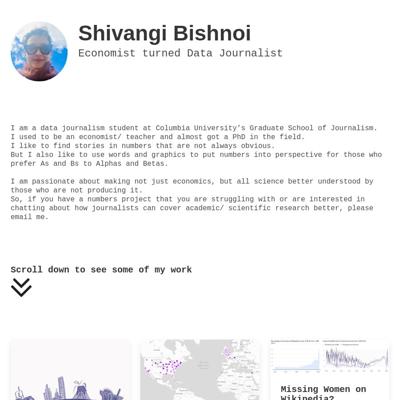 Shivangi Bishnoi
Economist turned Data Journalist
I am a data journalism student at Columbia University's Graduate School of Journalism.
I used to be an economist/ teacher and almost got a PhD in the field.
I like to find stories in numbers that are not always obvious.
But I also like to use words and graphics to put numbers into perspective for those who
prefer As and Bs to Alphas and Betas.
I am passionate about making not just economics, but all science better understood by
those who are not producing it.
So, if you have a numbers project that you are struggling with or are interested in
chatting about how journalists can cover academic/ scientific research better, please
email me.
Scroll down to see some of my work
Missing Women on
Wikipedia?